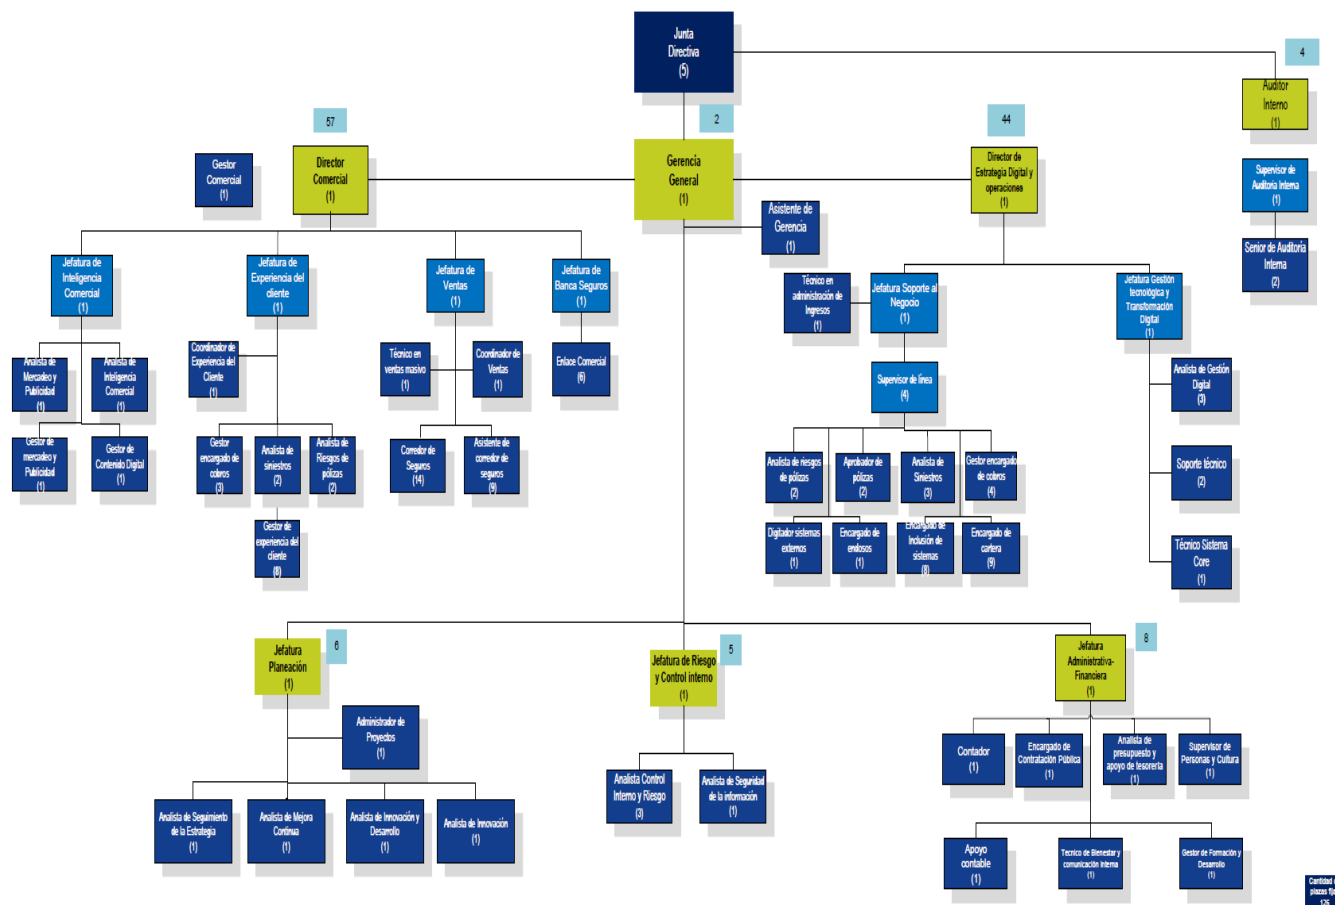 Junta
Directiva
(5)
4
Auditor
Interno
(1)
57
2
44
Gestor
Comercial
(1)
Director
Comercial
(1)
Gerencia
General
(1)
Director de
Estrategia Digital y
operaciones
(1)
Supervisor de
Auditoria Interna
(1)
Asistente de
Gerencia
(1)
Senior de Auditoría
Interna
(2)
Jefatura de
Inteligencia
Comercial
(1)
Jefatura de
Experiencia del
cliente
(1)
Jefatura de
Ventas
(1)
Jefatura de
Banca Seguros
(1)
Técnico en
administración de
Ingresos
(1)
Jefatura Soporte al
Negocio
(1)
Jefatura Gestión
tecnológica y
Transformación
Digital
(1)
Analista de
Mercadeo y
Publicidad
(1)
Analista de
Inteligencia
Comercial
(1)
Coordinador de
Experiencia del
Cliente
(1)
Técnico en
ventas masivo
(1)
Coordinador de
Ventas
(1)
Enlace Comercial
(6)
Supervisor de línea
(4)
Analista de Gestión
Digital
(3)
Gestor de
mercadeo y
Publicidad
(1)
Gestor de
Contenido Digital
(1)
Gestor
encargado de
cobros
(3)
Analista de
siniestros
(2)
Analista de
Riesgos de
pólizas
(2)
Corredor de
Seguros
(14)
Asistente de
corredor de
seguros
(9)
Analista de riesgos
de pólizas
(2)
Aprobador de
pólizas
(2)
Analista de
Siniestros
(3)
Gestor encargado
de cobros
(4)
Soporte técnico
(2)
Gestor de
experiencia del
cliente
(8)
Digitador sistemas
externos
(1)
Encargado de
endosos
(1)
Encargado de
Inclusión de
sistemas
(8)
Encargado de
cartera
(9)
Técnico Sistema
Core
(1)
6
5
8
Jefatura
Planeación
(1)
Jefatura de Riesgo
y Control interno
(1)
Jefatura
Administrativa-
Financiera
(1)
Administrador de
Proyectos
(1)
Contador
(1)
Encargado de
Contratación Pública
(1)
Analista de
presupuesto y
apoyo de tesorería
(1)
Supervisor de
Personas y Cultura
(1)
Analista Control
Interno y Riesgo
(3)
Analista de Seguridad
de la información
(1)
Analista de Seguimiento
de la Estrategia
(1)
Analista de Mejora
Continua
(1)
Analista de Innovación y
Desarrollo
(1)
Analista de Innovación
(1)
Apoyo
contable
(1)
Tecnico de Bienestar y
comunicación Interna
(1)
Gestor de Formación y
Desarrollo
(1)
Cantidad
plazas
126